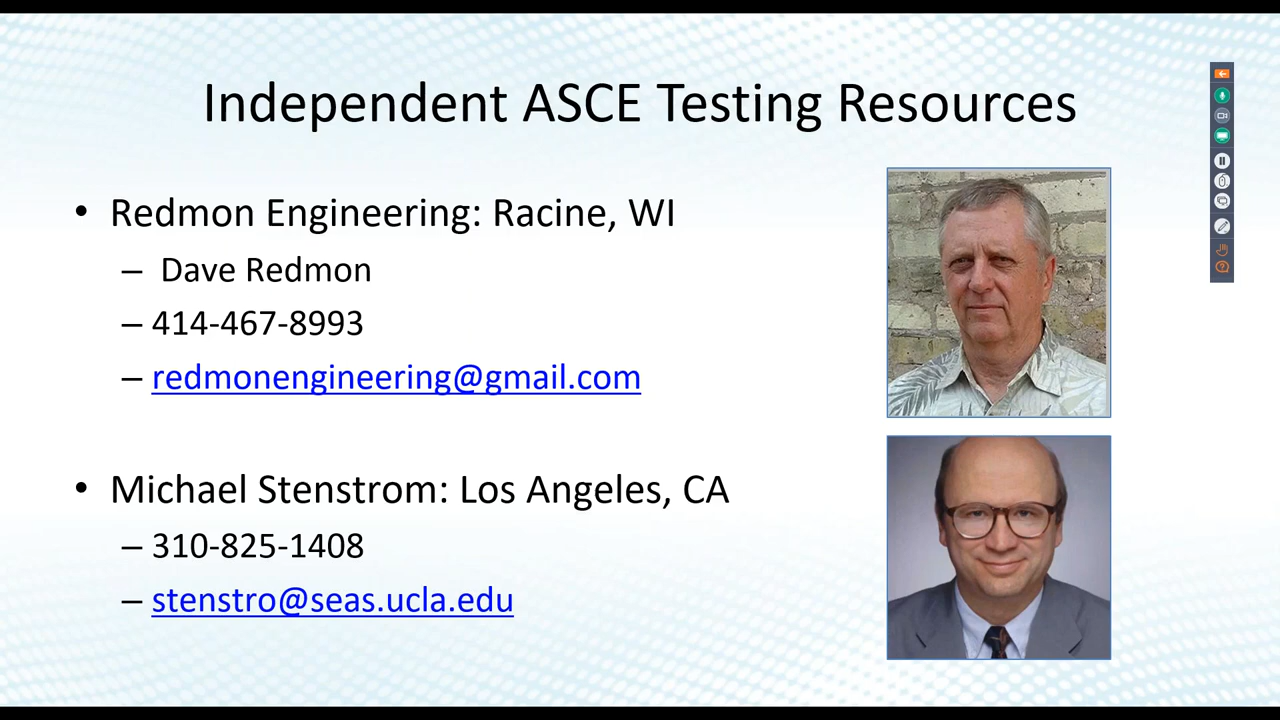 Independent ASCE Testing Resources
• Redmon Engineering: Racine, WI
– Dave Redmon
– 414-467-8993
– redmonengineering@gmail.com
• Michael Stenstrom: Los Angeles, CA
– 310-825-1408
– stenstro@seas.ucla.edu